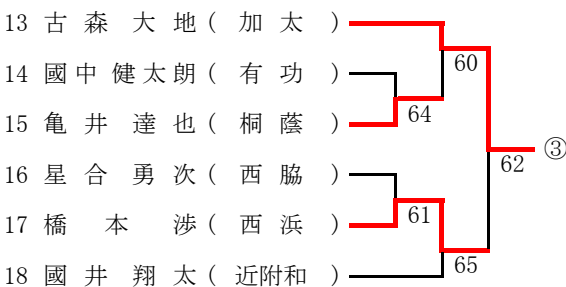 13 古森 大地 ( 加太 )
60
14 國中 健太朗 ( 有功 )
15 亀井 達也 ( 桐蔭 )
64
62 ③
16 星合 勇次 ( 西脇 )
17 橋本 渉 ( 西浜 )
61
65
18 國井 翔太 ( 近附和 )